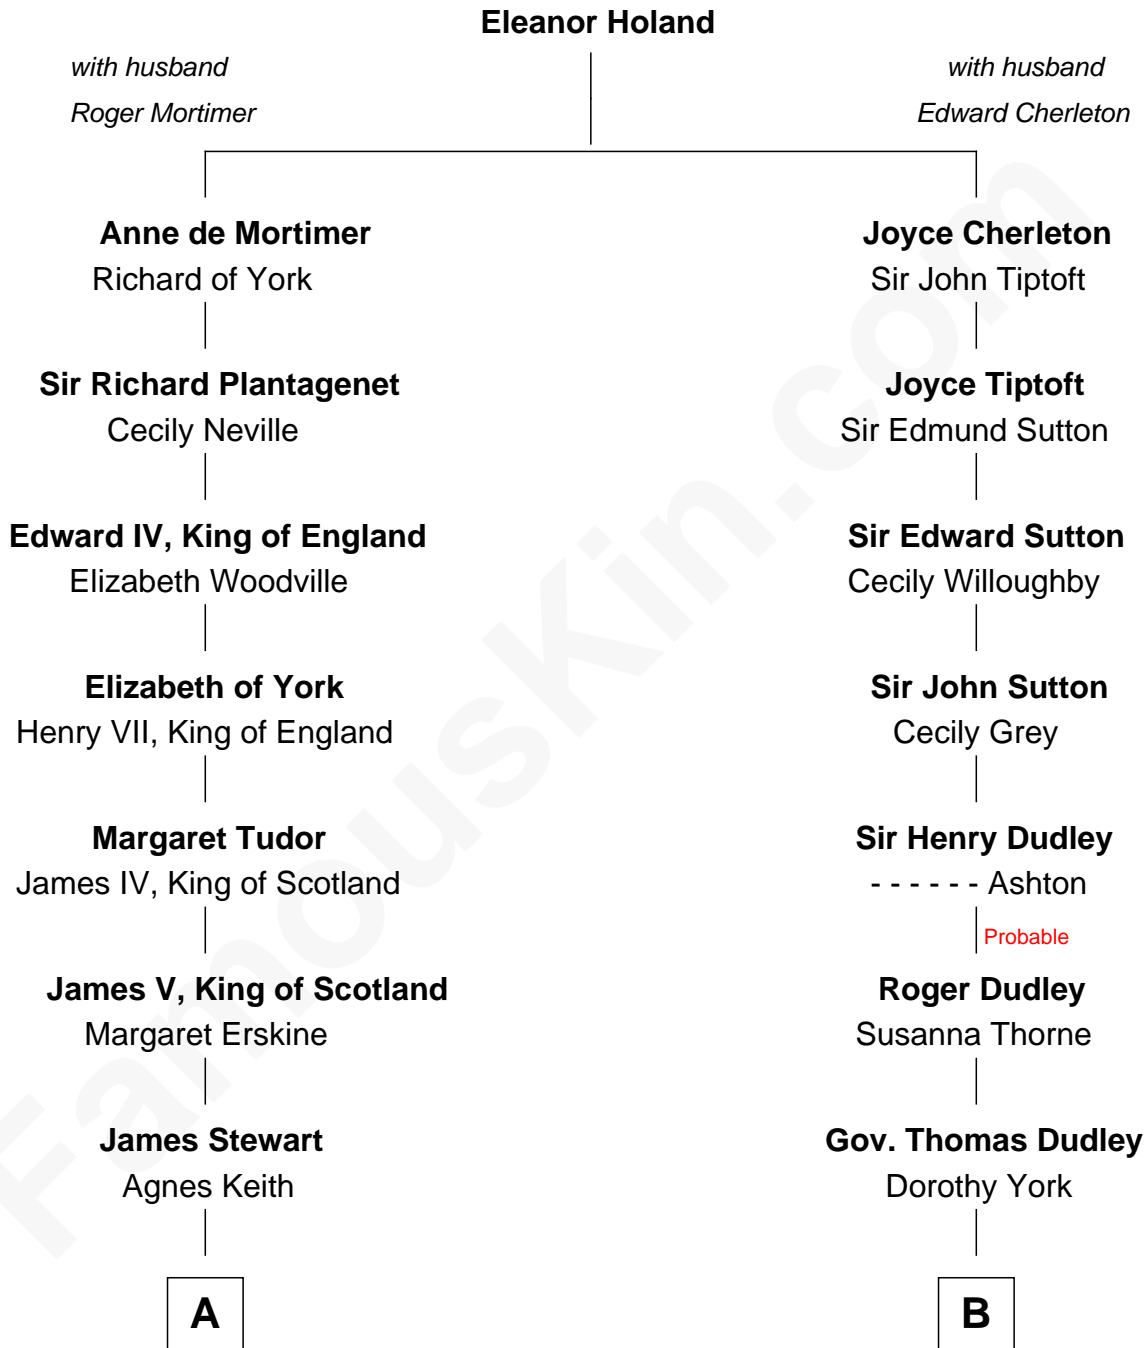 Eleanor Holand
with husband
Roger Mortimer
with husband
Edward Cherleton
Anne de Mortimer
Richard of York
Joyce Cherleton
Sir John Tiptoft
Sir Richard Plantagenet
Cecily Neville
Joyce Tiptoft
Sir Edmund Sutton
Edward IV, King of England
Elizabeth Woodville
Sir Edward Sutton
Cecily Willoughby
Elizabeth of York
Henry VII, King of England
Sir John Sutton
Cecily Grey
Margaret Tudor
James IV, King of Scotland
Sir Henry Dudley
- - - - - - Ashton
Probable
James V, King of Scotland
Margaret Erskine
Roger Dudley
Susanna Thorne
James Stewart
Agnes Keith
Gov. Thomas Dudley
Dorothy York
A
B
FamousKin.com